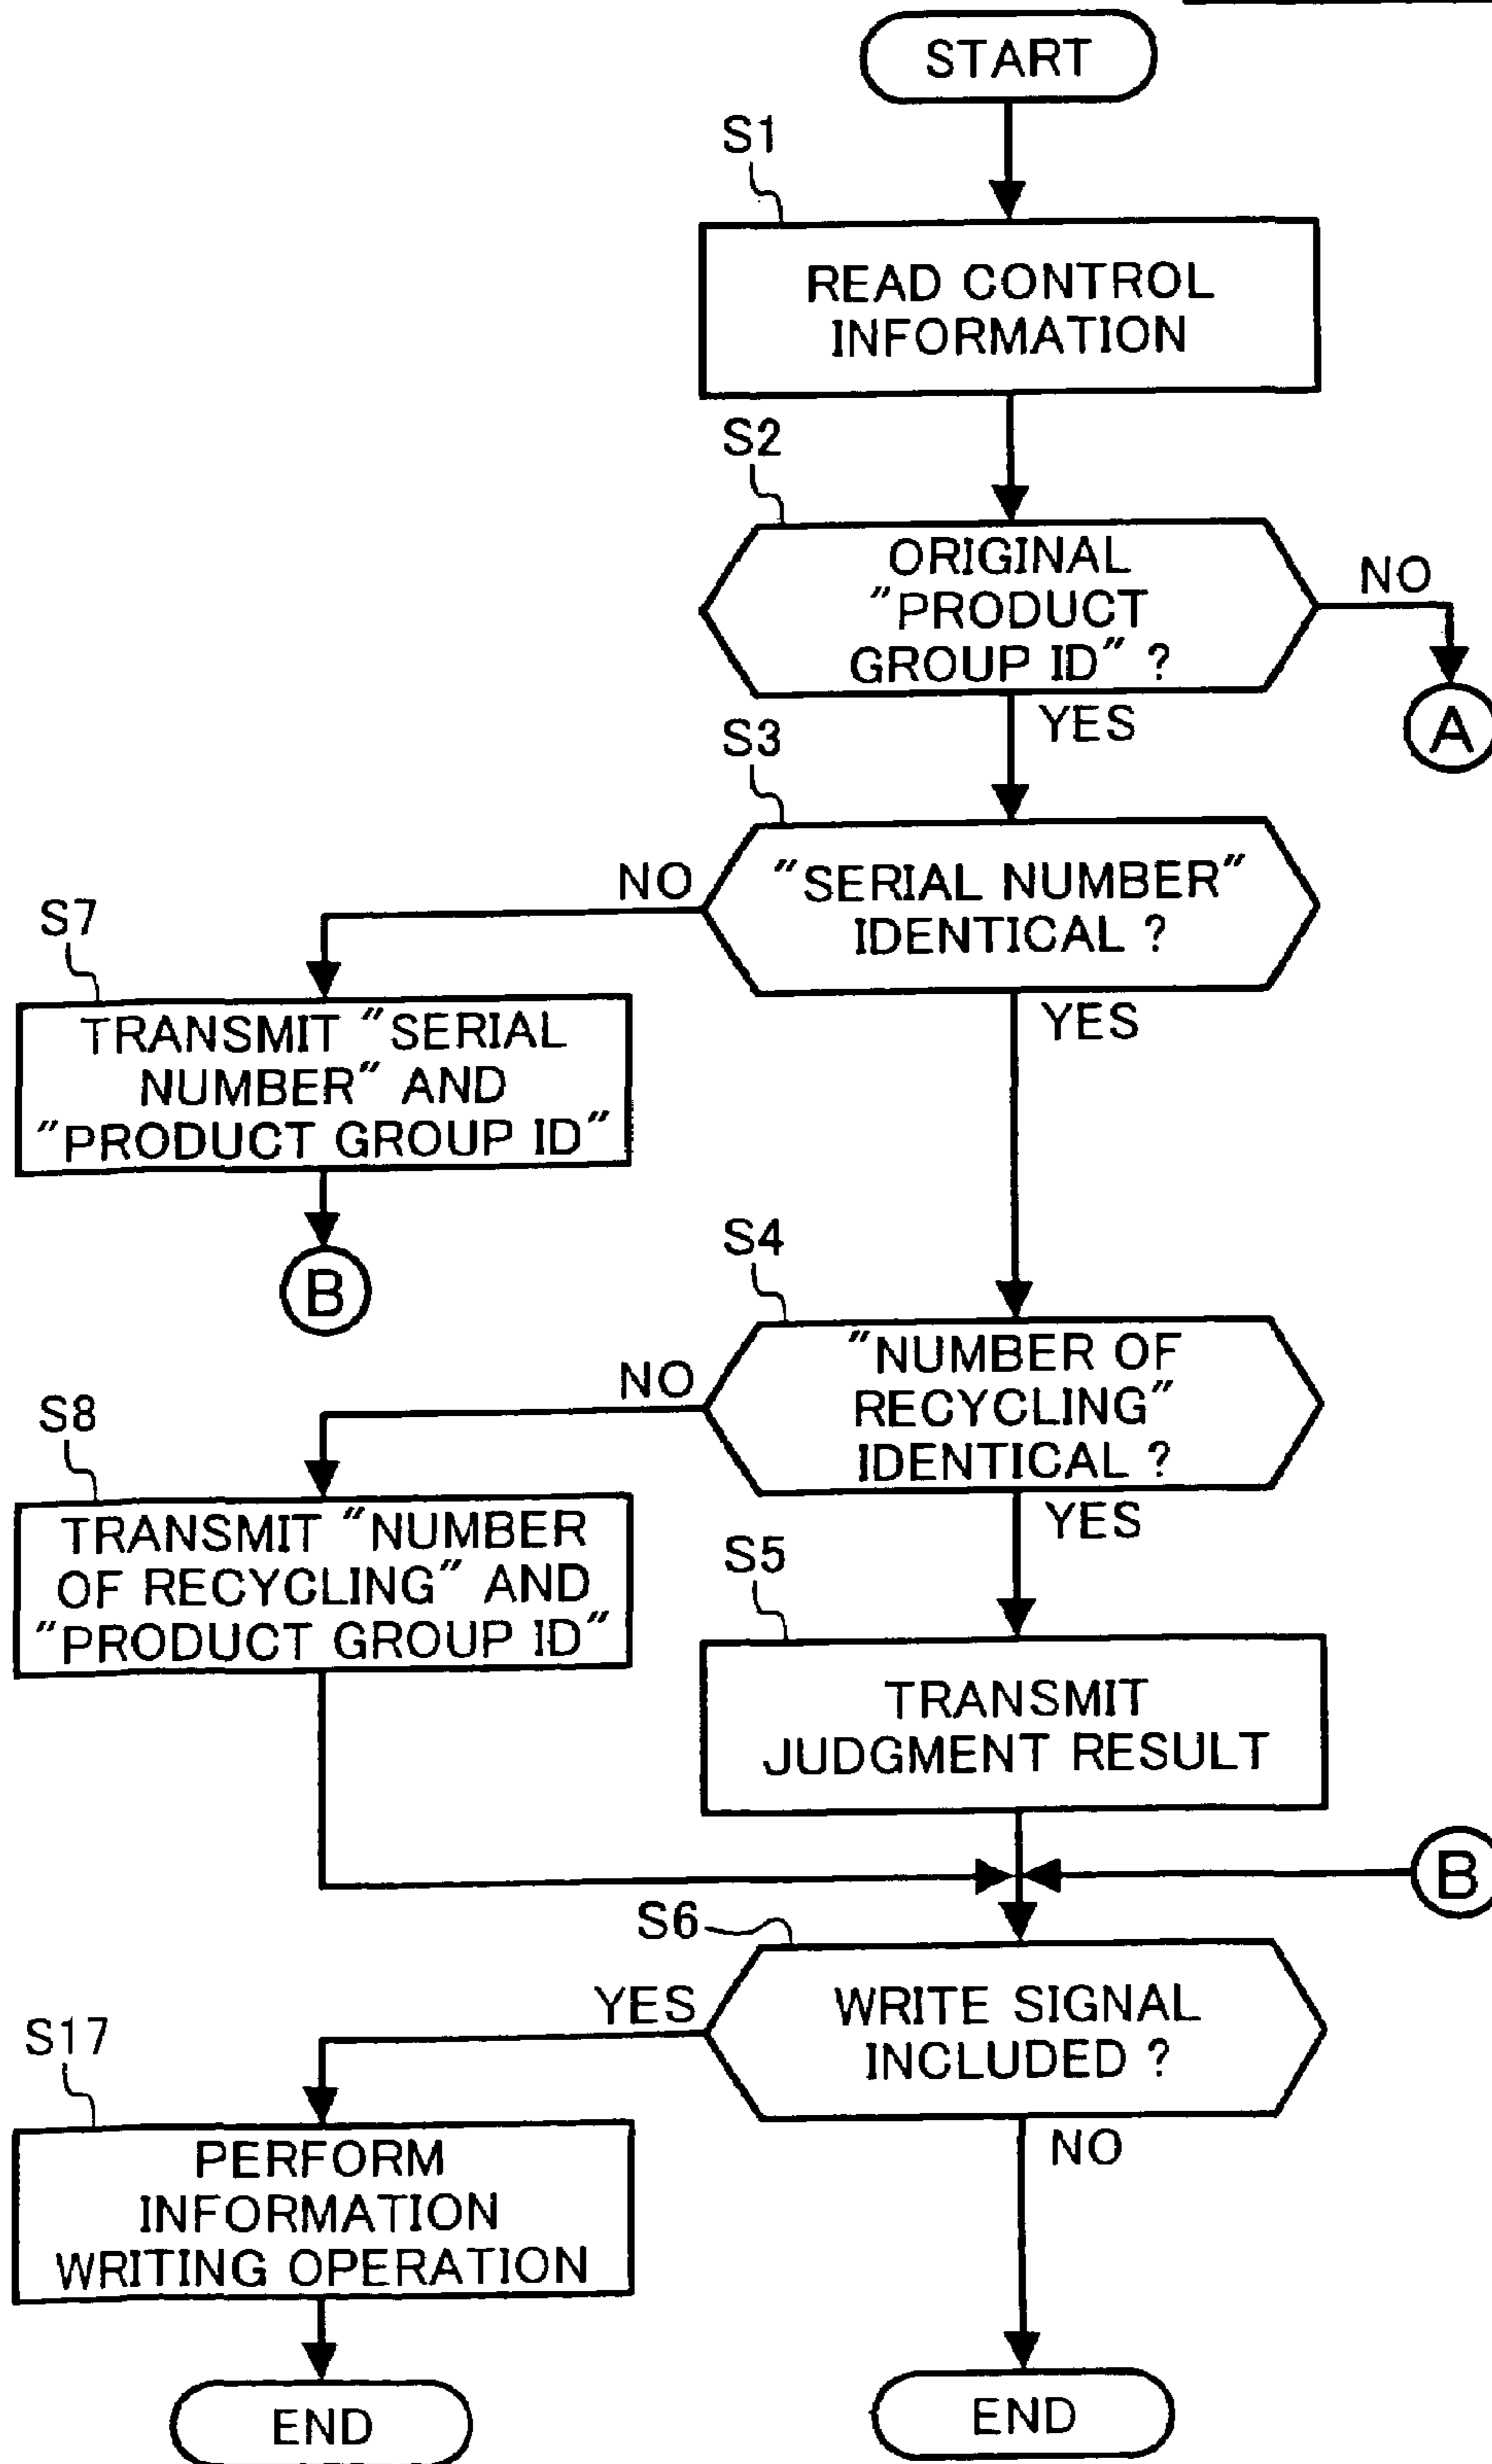 START
S1
READ CONTROL
INFORMATION
S2
ORIGINAL
"PRODUCT
GROUP ID" ?
NO
A
YES
S3
"SERIAL NUMBER"
IDENTICAL ?
NO
YES
S7
TRANSMIT "SERIAL
NUMBER" AND
"PRODUCT GROUP ID"
B
S4
"NUMBER OF
RECYCLING"
IDENTICAL ?
NO
YES
S8
TRANSMIT "NUMBER
OF RECYCLING" AND
"PRODUCT GROUP ID"
S5
TRANSMIT
JUDGMENT RESULT
B
S6
WRITE SIGNAL
INCLUDED ?
YES
NO
S17
PERFORM
INFORMATION
WRITING OPERATION
END
END